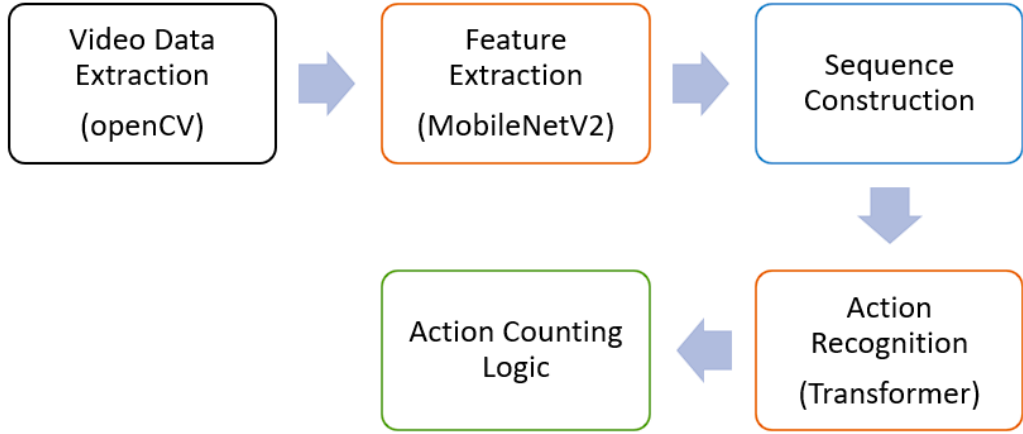 Video Data
Extraction
(openCV)
Feature
Extraction
(MobileNetV2)
Sequence
Construction
Action
Recognition
(Transformer)
Action Counting
Logic